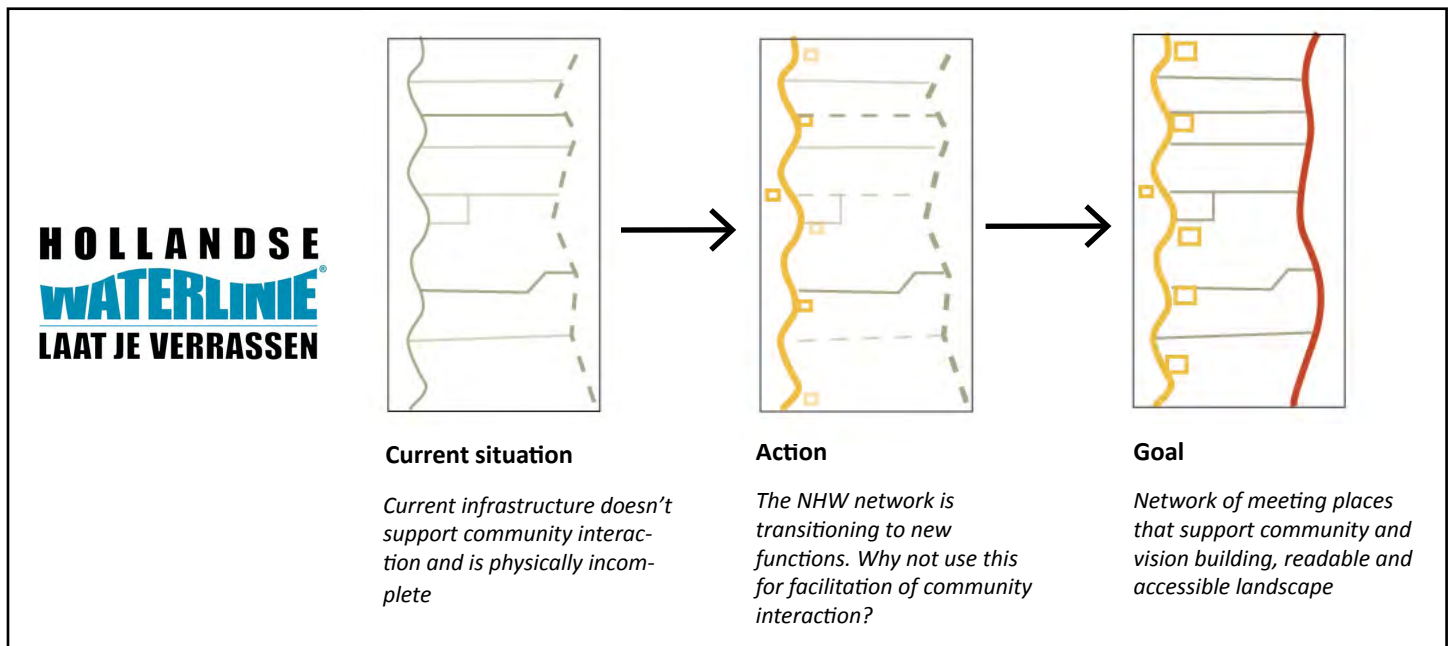 HOLLANDSE
WATERLINIE®
LAAT JE VERRASSEN
Current situation
Current infrastructure doesn’t
support community interac-
tion and is physically incom-
plete
Action
The NHW network is
transitioning to new
functions. Why not use this
for facilitation of community
interaction?
Goal
Network of meeting places
that support community and
vision building, readable and
accessible landscape